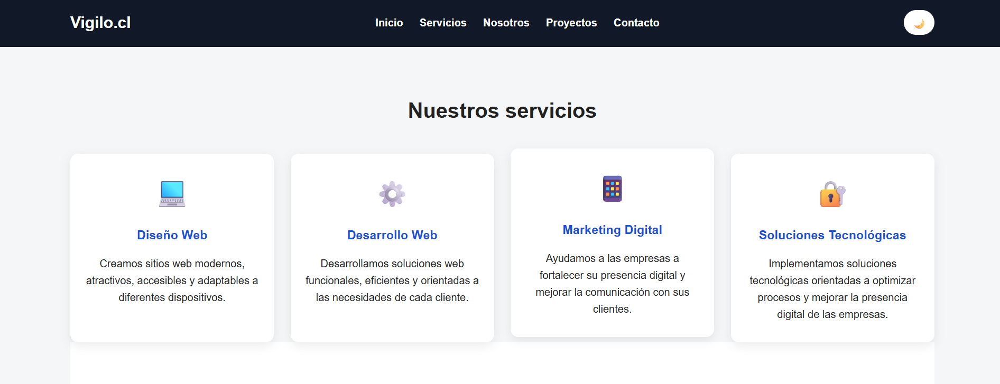 Vigilo.cl
Inicio Servicios Nosotros Proyectos Contacto
Nuestros servicios
Diseño Web
Creamos sitios web modernos,
atractivos, accesibles y adaptables a
diferentes dispositivos.
Desarrollo Web
Desarrollamos soluciones web
funcionales, eficientes y orientadas a
las necesidades de cada cliente.
Marketing Digital
Ayudamos a las empresas a
fortalecer su presencia digital y
mejorar la comunicación con sus
clientes.
Soluciones Tecnológicas
Implementamos soluciones
tecnológicas orientadas a optimizar
procesos y mejorar la presencia
digital de las empresas.